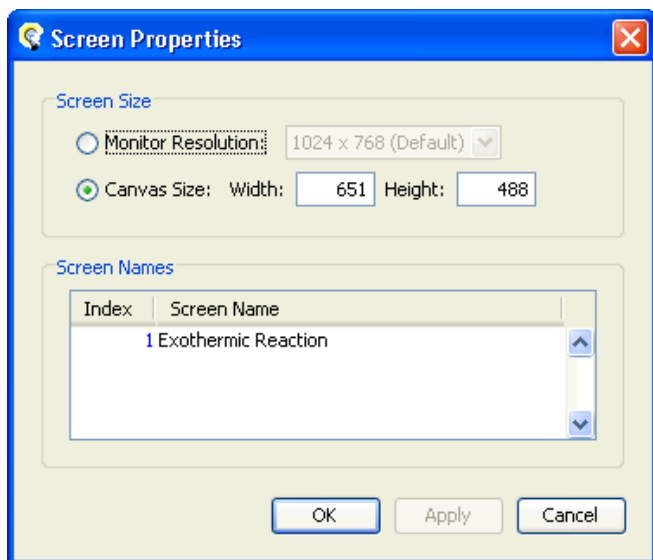 Screen Properties
Screen Size
Monitor Resolution: 1024 x 768 (Default)
Canvas Size: Width: 651 Height: 488
Screen Names
Index Screen Name
1 Exothermic Reaction
OK Apply Cancel